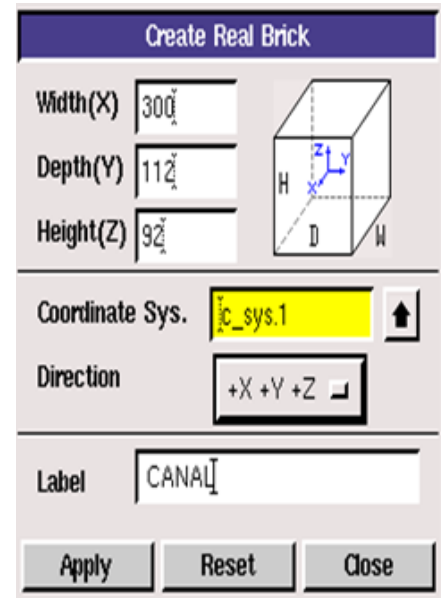 Create Real Brick
Width(X) 300
Depth(Y) 112
Height(Z) 92
Z
Y
X
H
D
W
Coordinate Sys. c_sys.1
Direction +X +Y +Z
Label CANAL
Apply Reset Close